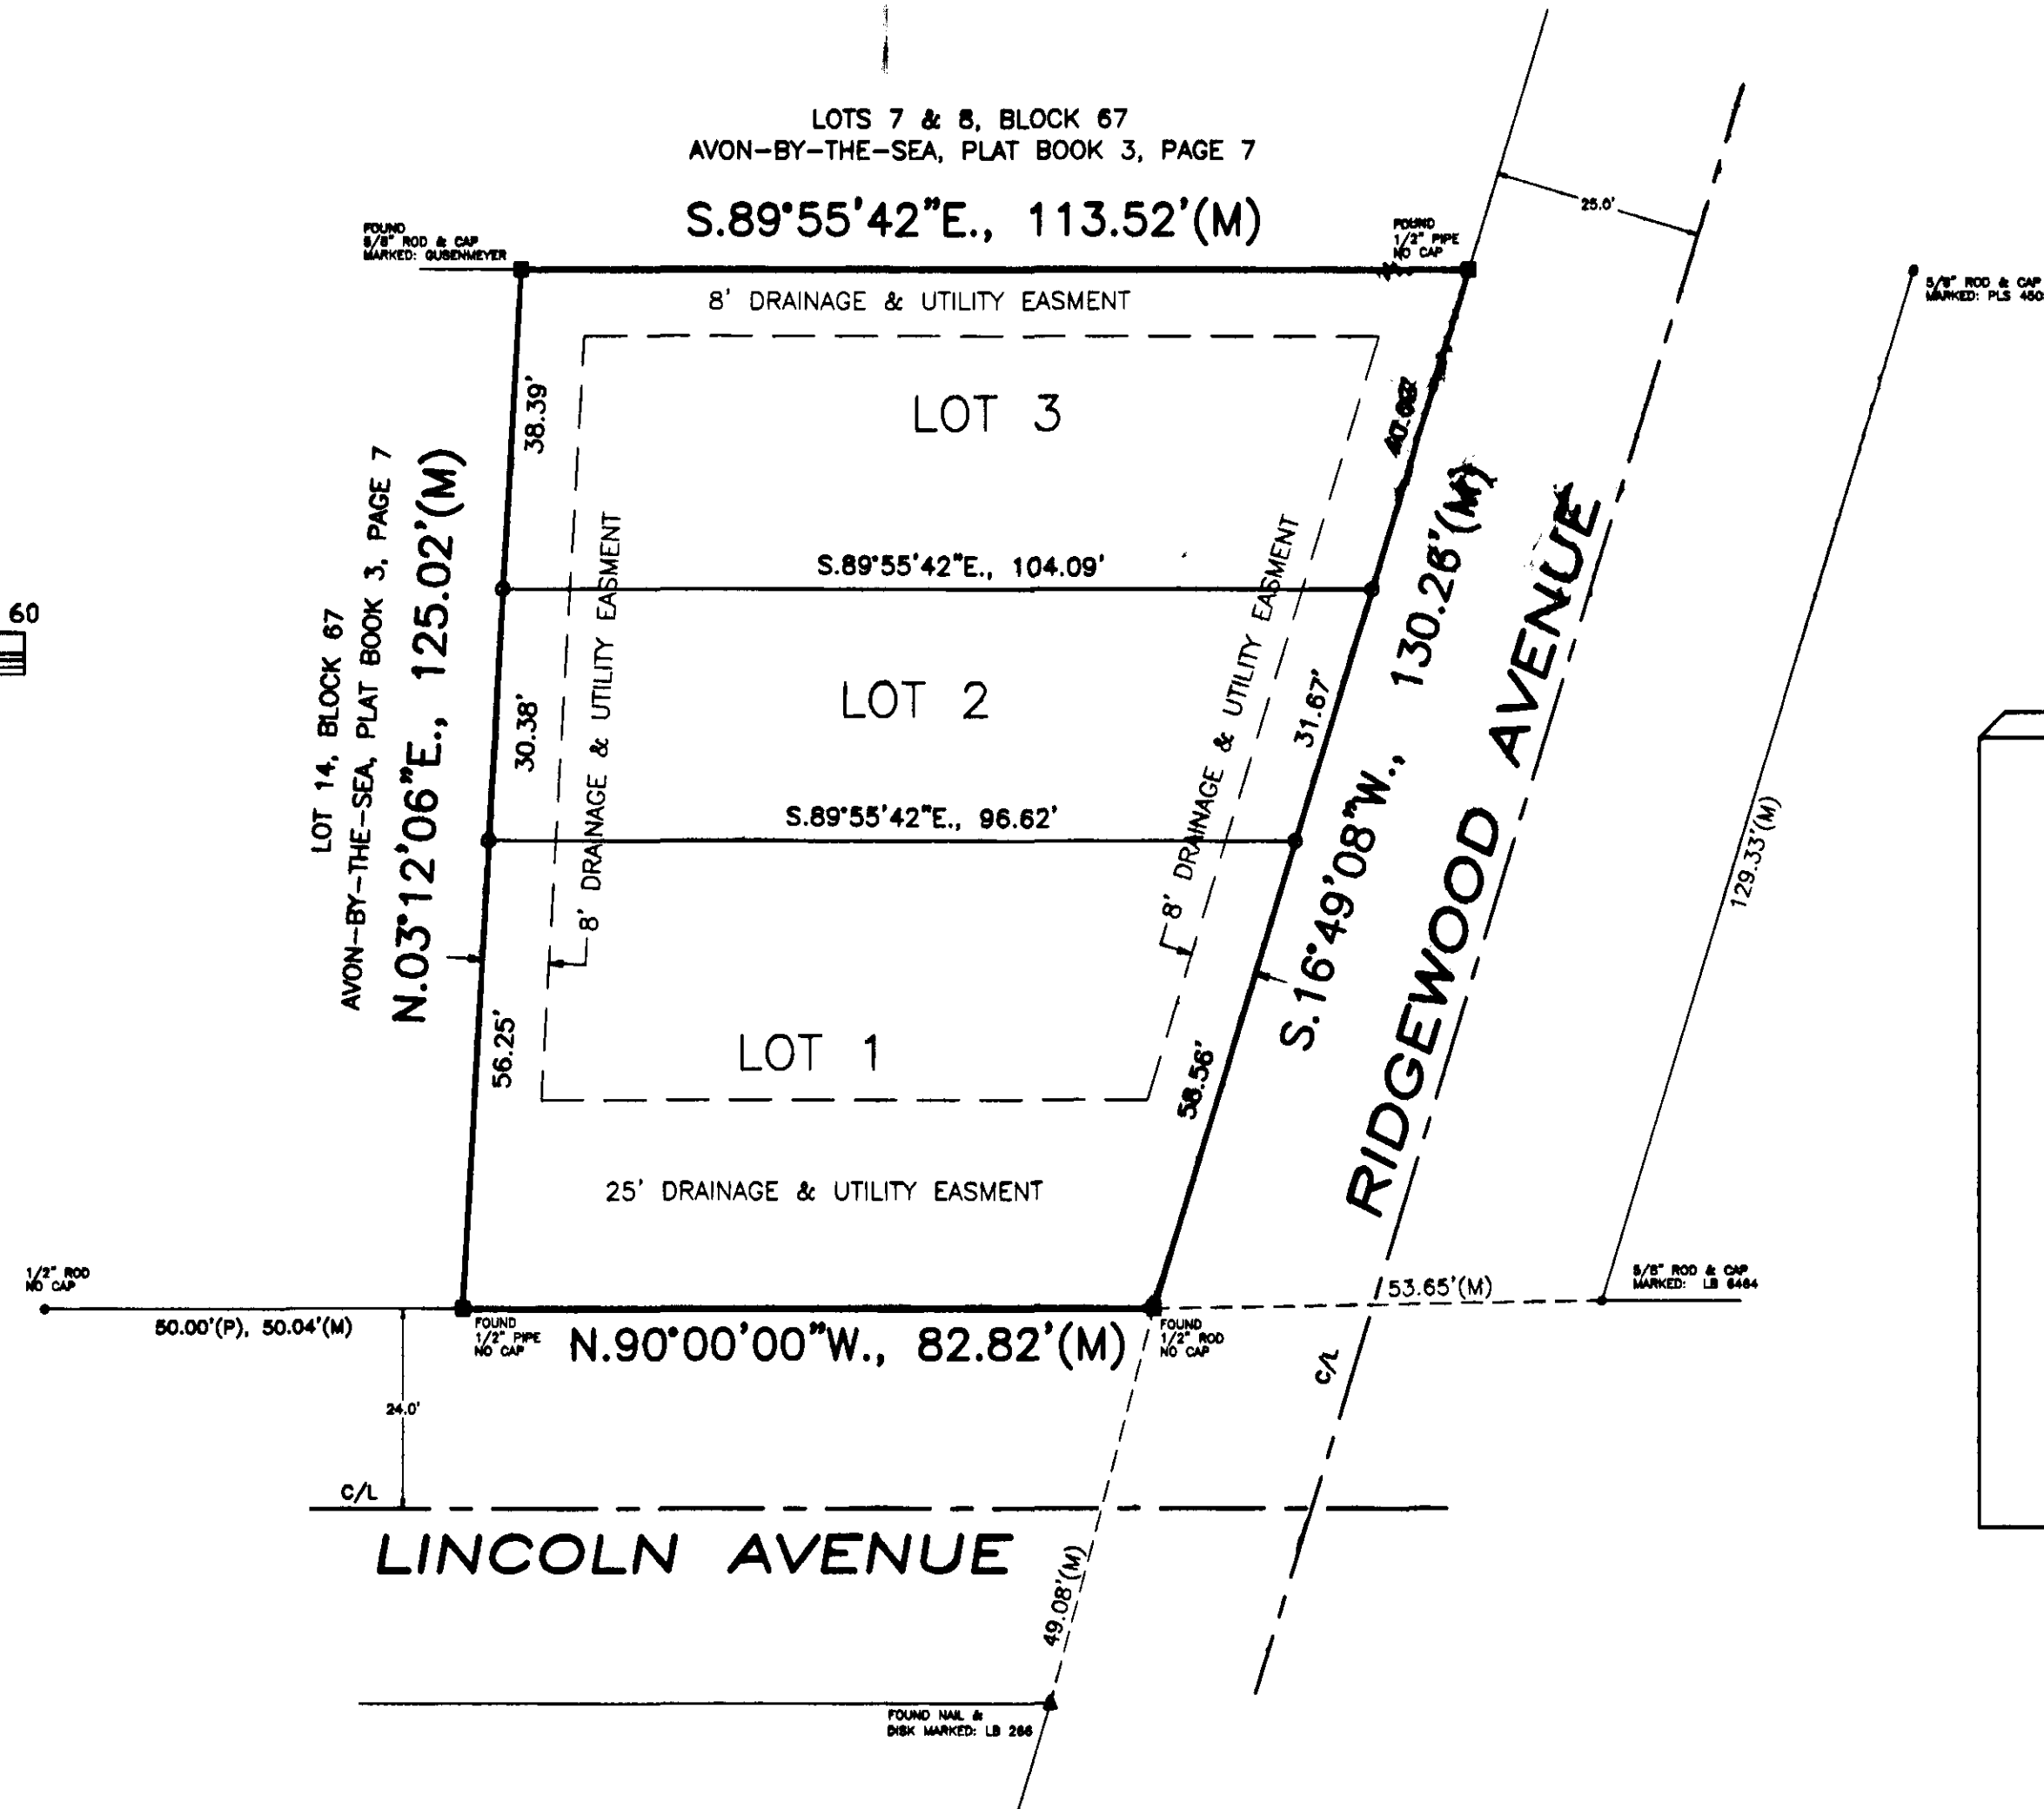 LOTS 7 & 8, BLOCK 67
AVON-BY-THE-SEA, PLAT BOOK 3, PAGE 7
S.89°55'42"E., 113.52'(M)
FOUND
5/8" ROD & CAP
MARKED:
FOUND
1/2" PIPE
NO CAP
25.0'
5/8" ROD & CAP
MARKED: PLS
8' DRAINAGE & UTILITY EASMENT
LOT 3
38.39'
LOT 14, BLOCK 67
AVON-BY-THE-SEA, PLAT BOOK 3, PAGE 7
N.03°12'06"E., 125.02'(M)
60
S.89°55'42"E., 104.09'
8' DRANAGE & UTILITY EASMENT
8' DRAINAGE & UTILITY EASMENT
LOT 2
30.38'
31.67'
S.89°55'42"E., 96.62'
S.16°49'08"W., 130.26'(M)
RIDGEWOOD AVENUE
129.33'(M)
LOT 1
56.25'
58.56'
25' DRAINAGE & UTILITY EASMENT
1/2" ROD
NO CAP
50.00'(P), 50.04'(M)
FOUND
1/2" PIPE
NO CAP
N.90°00'00"W., 82.82'(M)
FOUND
1/2" ROD
NO CAP
53.65'(M)
5/8" ROD & CAP
MARKED: LB 6464
24.0'
C/L
C/L
LINCOLN AVENUE
49.08'(M)
FOUND NAIL &
DISK MARKED: LB 266